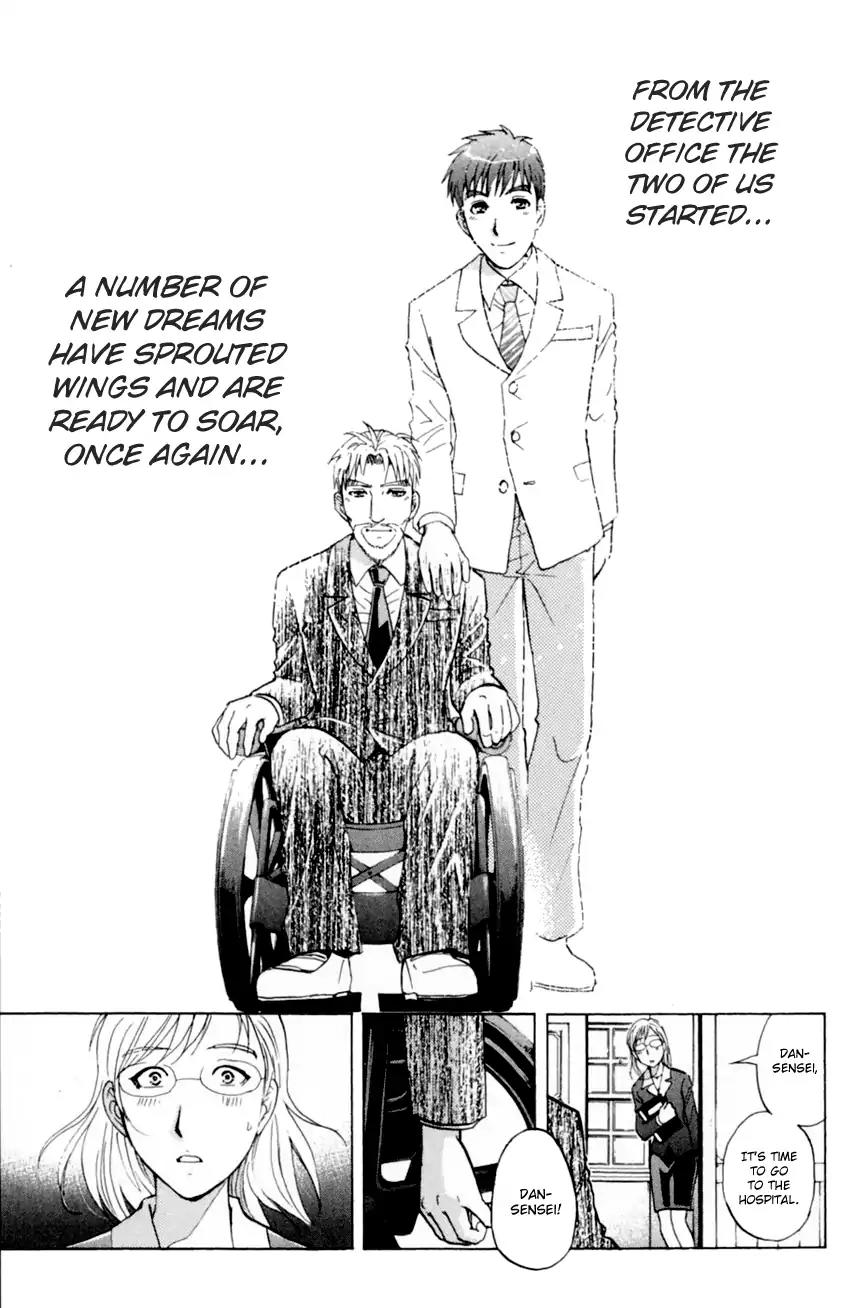 FROM THE
DETECTIVE
OFFICE THE
TWO OF US
STARTED...
A NUMBER OF
NEW DREAMS
HAVE SPROUTED
WINGS AND ARE
READY TO SOAR,
ONCE AGAIN...
DAN-
SENSEI,
IT'S TIME
TO GO
TO THE
HOSPITAL.
DAN-
SENSEI!